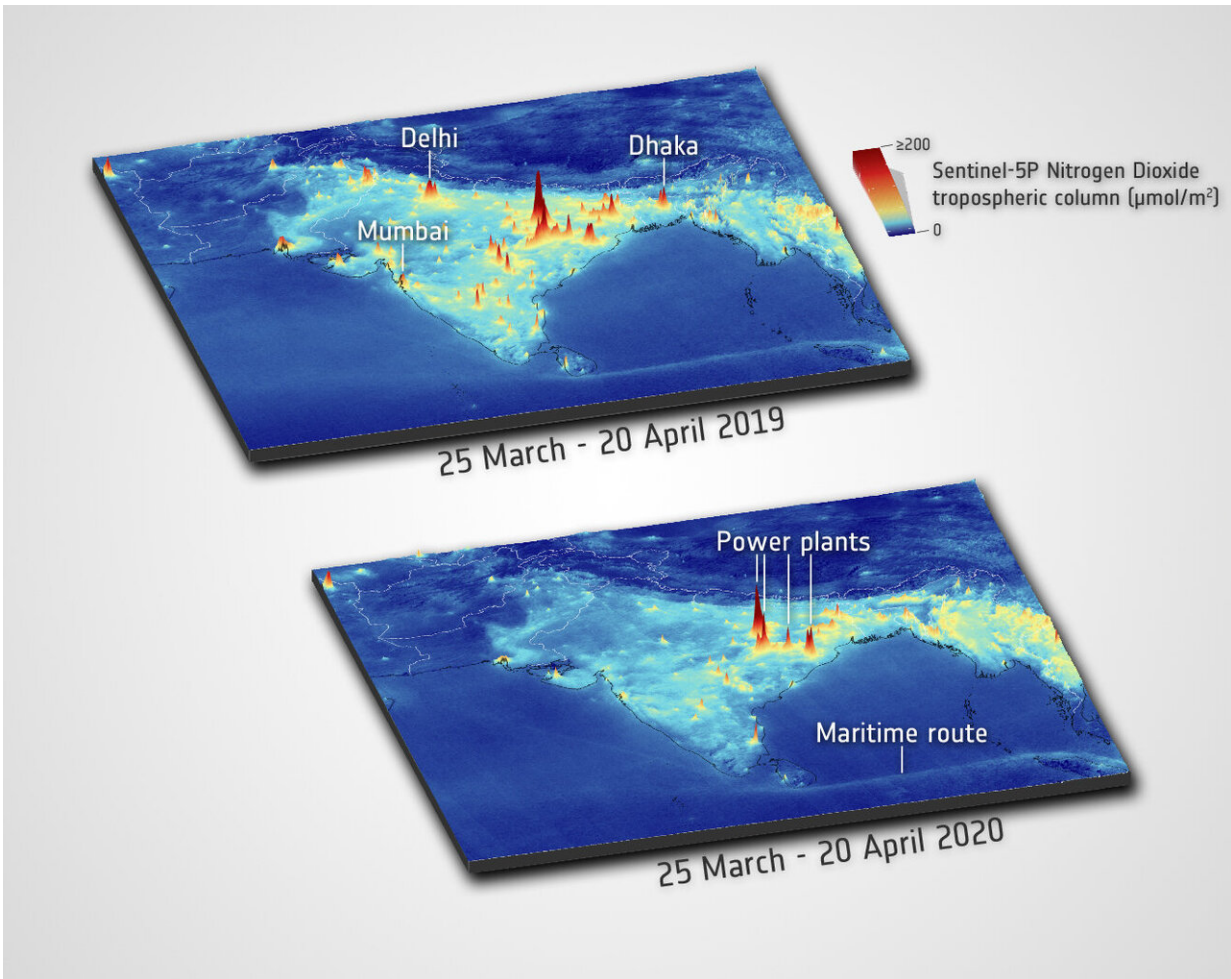 Delhi
Dhaka
Mumbai
≥200
Sentinel-5P Nitrogen Dioxide
tropospheric column (µmol/m²)
0
25 March - 20 April 2019
Power plants
Maritime route
25 March - 20 April 2020